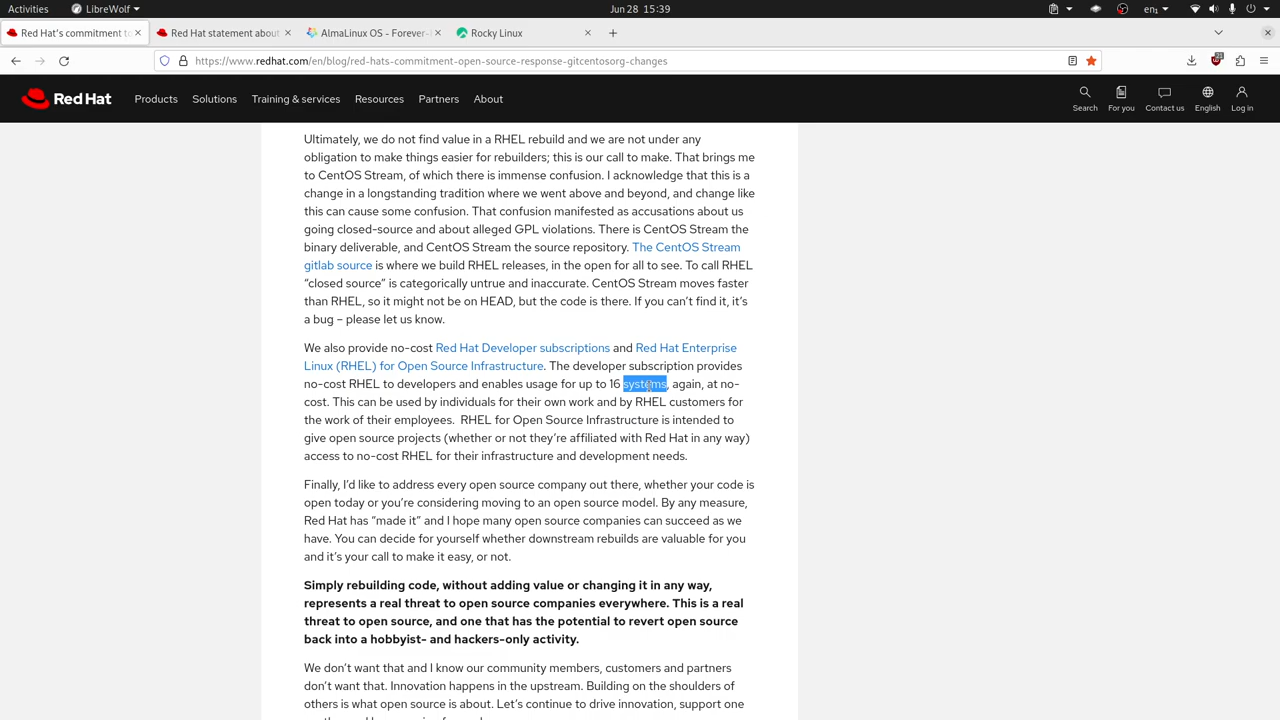 Activities
LibreWolf
Jun 28 15:39
en₁
Red Hat's commitment to
Red Hat statement about
AlmaLinux OS - Forever-
Rocky Linux
https://www.redhat.com/en/blog/red-hats-commitment-open-source-response-gitcentosorg-changes
21
Red Hat
Products
Solutions
Training & services
Resources
Partners
About
Search
For you
Contact us
English
Log in
Ultimately, we do not find value in a RHEL rebuild and we are not under any
obligation to make things easier for rebuilders; this is our call to make. That brings me
to CentOS Stream, of which there is immense confusion. I acknowledge that this is a
change in a longstanding tradition where we went above and beyond, and change like
this can cause some confusion. That confusion manifested as accusations about us
going closed-source and about alleged GPL violations. There is CentOS Stream the
binary deliverable, and CentOS Stream the source repository. The CentOS Stream
gitlab source is where we build RHEL releases, in the open for all to see. To call RHEL
“closed source” is categorically untrue and inaccurate. CentOS Stream moves faster
than RHEL, so it might not be on HEAD, but the code is there. If you can’t find it, it’s
a bug – please let us know.
We also provide no-cost Red Hat Developer subscriptions and Red Hat Enterprise
Linux (RHEL) for Open Source Infrastructure. The developer subscription provides
no-cost RHEL to developers and enables usage for up to 16 systems, again, at no-
cost. This can be used by individuals for their own work and by RHEL customers for
the work of their employees. RHEL for Open Source Infrastructure is intended to
give open source projects (whether or not they’re affiliated with Red Hat in any way)
access to no-cost RHEL for their infrastructure and development needs.
Finally, I’d like to address every open source company out there, whether your code is
open today or you’re considering moving to an open source model. By any measure,
Red Hat has “made it” and I hope many open source companies can succeed as we
have. You can decide for yourself whether downstream rebuilds are valuable for you
and it’s your call to make it easy, or not.
Simply rebuilding code, without adding value or changing it in any way,
represents a real threat to open source companies everywhere. This is a real
threat to open source, and one that has the potential to revert open source
back into a hobbyist- and hackers-only activity.
We don’t want that and I know our community members, customers and partners
don’t want that. Innovation happens in the upstream. Building on the shoulders of
others is what open source is about. Let’s continue to drive innovation, support one